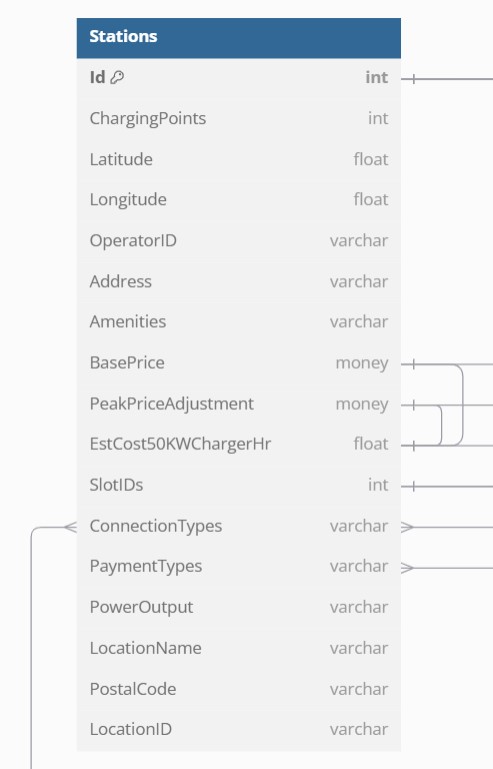 Stations
Id int
ChargingPoints int
Latitude float
Longitude float
OperatorID varchar
Address varchar
Amenities varchar
BasePrice money
PeakPriceAdjustment money
EstCost50KWChargerHr float
SlotIDs int
ConnectionTypes varchar
PaymentTypes varchar
PowerOutput varchar
LocationName varchar
PostalCode varchar
LocationID varchar